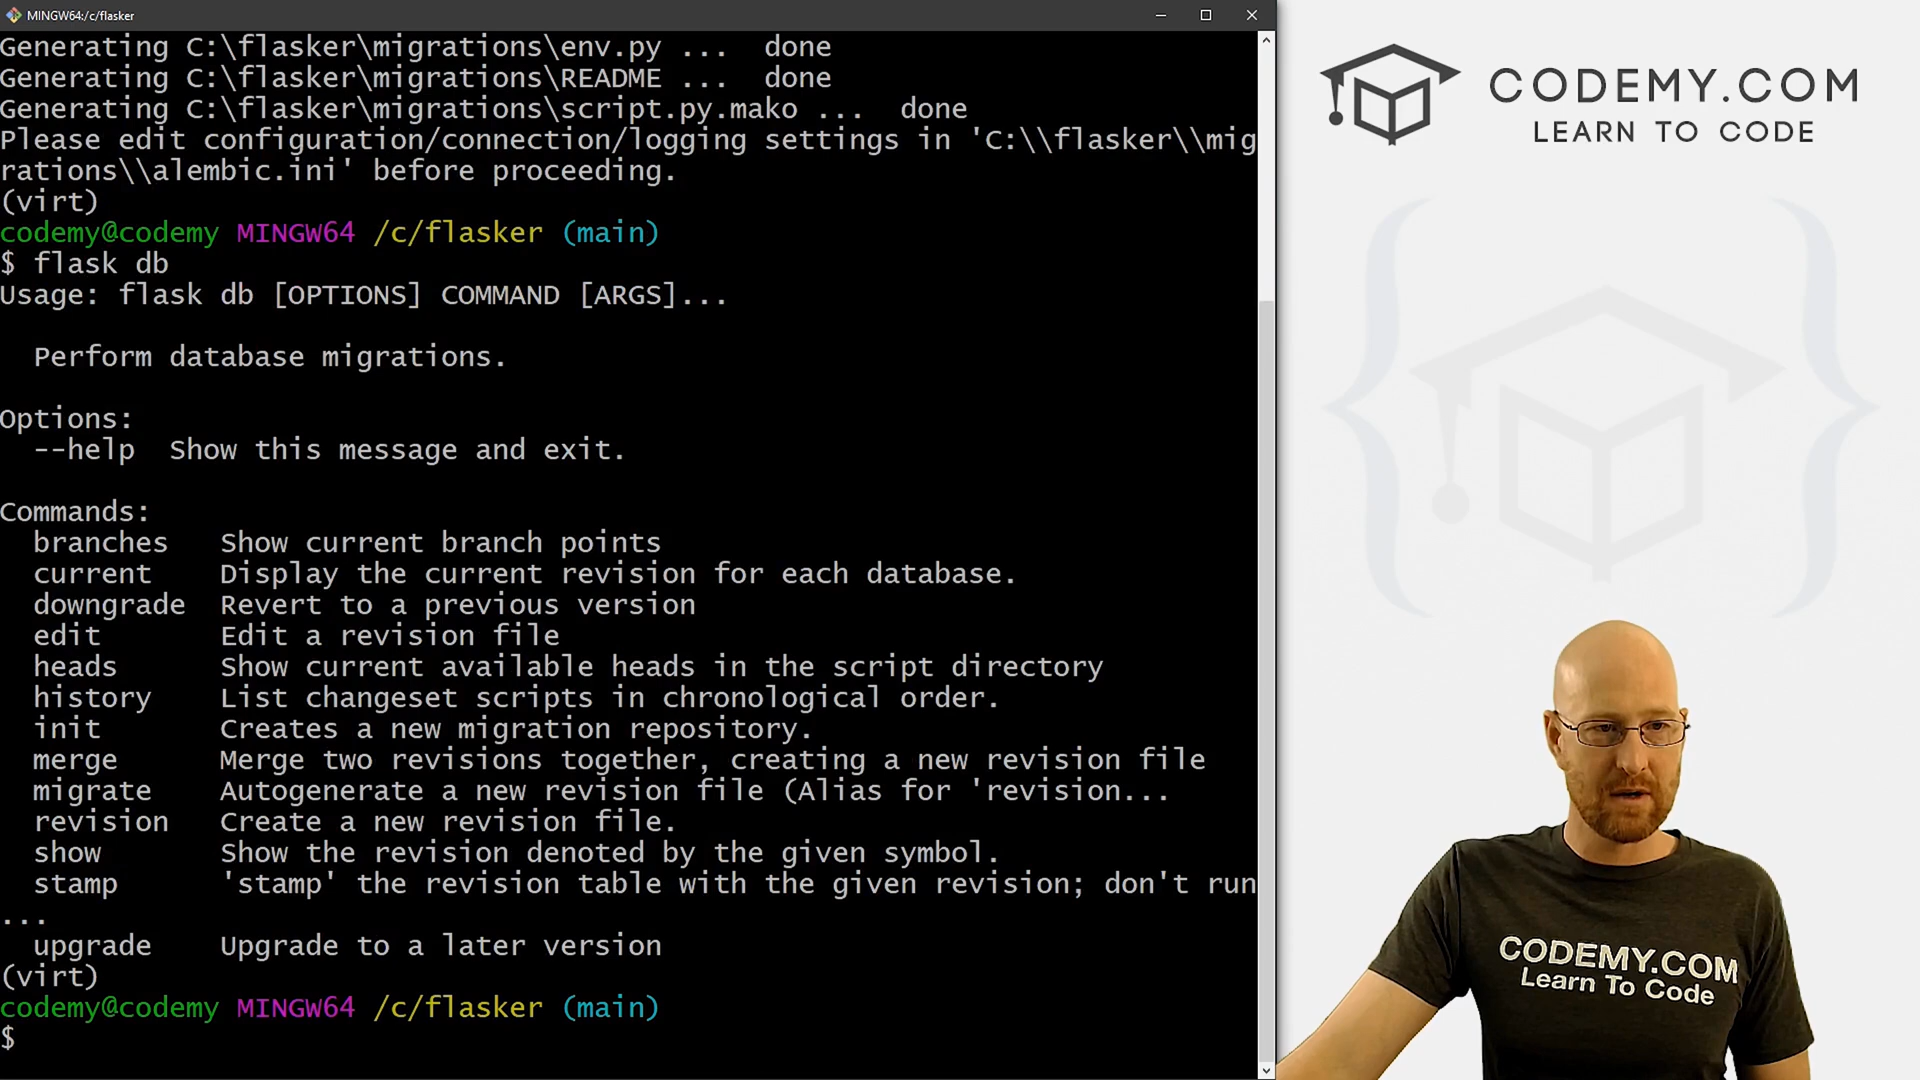 MINGW64:/c/flasker
Generating C:\flasker\migrations\env.py ...  done
Generating C:\flasker\migrations\README ...  done
Generating C:\flasker\migrations\script.py.mako ...  done
Please edit configuration/connection/logging settings in 'C:\\flasker\\mig
rations\\alembic.ini' before proceeding.
(virt)
codemy@codemy MINGW64 /c/flasker (main)
$ flask db
Usage: flask db [OPTIONS] COMMAND [ARGS]...
Perform database migrations.
Options:
--help  Show this message and exit.
Commands:
branches   Show current branch points
current    Display the current revision for each database.
downgrade  Revert to a previous version
edit       Edit a revision file
heads      Show current available heads in the script directory
history    List changeset scripts in chronological order.
init       Creates a new migration repository.
merge      Merge two revisions together, creating a new revision file
migrate    Autogenerate a new revision file (Alias for 'revision...
revision   Create a new revision file.
show       Show the revision denoted by the given symbol.
stamp      'stamp' the revision table with the given revision; don't run
...
upgrade    Upgrade to a later version
(virt)
codemy@codemy MINGW64 /c/flasker (main)
$
CODEMY.COM
LEARN TO CODE
CODEMY.COM
Learn To Code